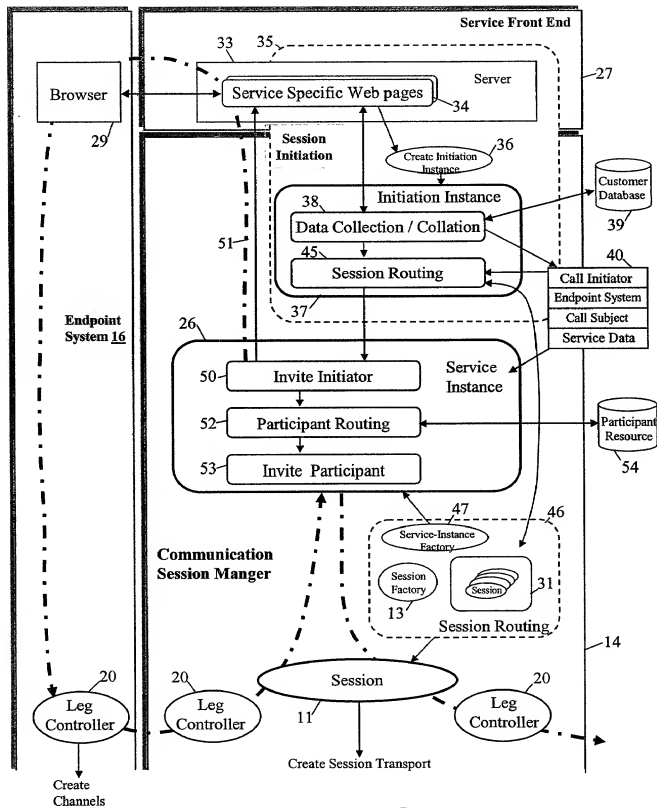 Service Front End
33
35
Server
27
Browser
Service Specific Web pages
34
29
Session
Initiation
36
Create Initiation
Instance
Initiation Instance
Customer
Database
39
38
Data Collection / Collation
51
45
Session Routing
40
Call Initiator
Endpoint System
Call Subject
Service Data
37
Endpoint
System 16
26
Service
Instance
50
Invite Initiator
52
Participant Routing
Participant
Resource
54
53
Invite Participant
47
46
Service-Instance
Factory
Communication
Session Manger
Session
Factory
13
Session
31
Session Routing
14
20
Leg
Controller
20
Leg
Controller
Session
11
20
Leg
Controller
Create Session Transport
Create
Channels